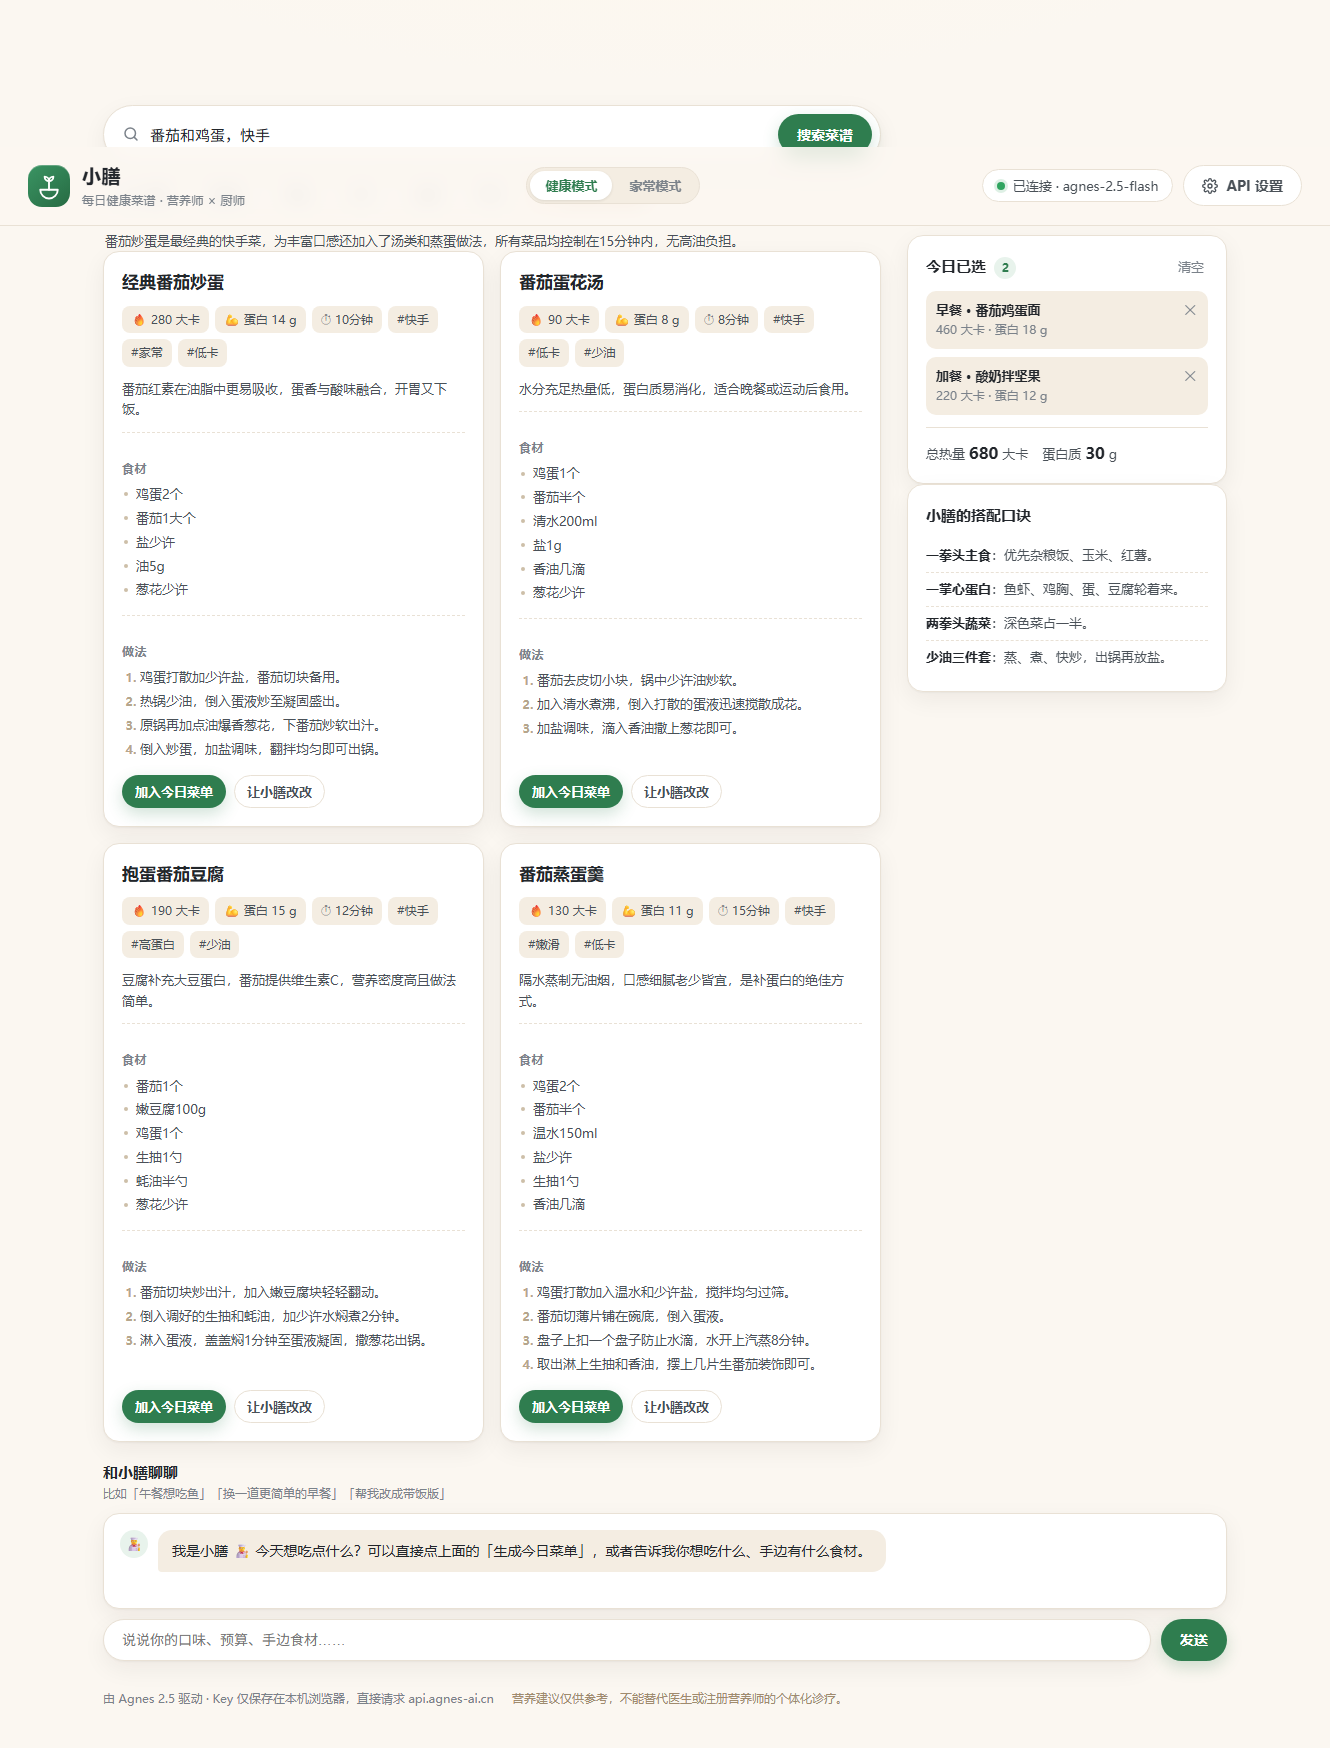 番茄和鸡蛋，快手
搜索菜谱
小膳
每日健康菜谱 · 营养师 × 厨师
健康模式
家常模式
已连接 · agnes-2.5-flash
API 设置
番茄炒蛋是最经典的快手菜，为丰富口感还加入了汤类和蒸蛋做法，所有菜品均控制在15分钟内，无高油负担。
经典番茄炒蛋
🔥 280 大卡
💪 蛋白 14 g
⏱ 10分钟
#快手
#家常
#低卡
番茄红素在油脂中更易吸收，蛋香与酸味融合，开胃又下
饭。
食材
• 鸡蛋2个
• 番茄1大个
• 盐少许
• 油5g
• 葱花少许
做法
1. 鸡蛋打散加少许盐，番茄切块备用。
2. 热锅少油，倒入蛋液炒至凝固盛出。
3. 原锅再加点油爆香葱花，下番茄炒软出汁。
4. 倒入炒蛋，加盐调味，翻拌均匀即可出锅。
加入今日菜单
让小膳改改
番茄蛋花汤
🔥 90 大卡
💪 蛋白 8 g
⏱ 8分钟
#快手
#低卡
#少油
水分充足热量低，蛋白质易消化，适合晚餐或运动后食用。
食材
• 鸡蛋1个
• 番茄半个
• 清水200ml
• 盐1g
• 香油几滴
• 葱花少许
做法
1. 番茄去皮切小块，锅中少许油炒软。
2. 加入清水煮沸，倒入打散的蛋液迅速搅散成花。
3. 加盐调味，滴入香油撒上葱花即可。
加入今日菜单
让小膳改改
抱蛋番茄豆腐
🔥 190 大卡
💪 蛋白 15 g
⏱ 12分钟
#快手
#高蛋白
#少油
豆腐补充大豆蛋白，番茄提供维生素C，营养密度高且做法
简单。
食材
• 番茄1个
• 嫩豆腐100g
• 鸡蛋1个
• 生抽1勺
• 蚝油半勺
• 葱花少许
做法
1. 番茄切块炒出汁，加入嫩豆腐块轻轻翻动。
2. 倒入调好的生抽和蚝油，加少许水焖煮2分钟。
3. 淋入蛋液，盖盖焖1分钟至蛋液凝固，撒葱花出锅。
加入今日菜单
让小膳改改
番茄蒸蛋羹
🔥 130 大卡
💪 蛋白 11 g
⏱ 15分钟
#快手
#嫩滑
#低卡
隔水蒸制无油烟，口感细腻老少皆宜，是补蛋白的绝佳方
式。
食材
• 鸡蛋2个
• 番茄半个
• 温水150ml
• 盐少许
• 生抽1勺
• 香油几滴
做法
1. 鸡蛋打散加入温水和少许盐，搅拌均匀过筛。
2. 番茄切薄片铺在碗底，倒入蛋液。
3. 盘子上扣一个盘子防止水滴，水开上汽蒸8分钟。
4. 取出淋上生抽和香油，摆上几片生番茄装饰即可。
加入今日菜单
让小膳改改
今日已选 2
清空
早餐 • 番茄鸡蛋面
460 大卡 · 蛋白 18 g
加餐 • 酸奶拌坚果
220 大卡 · 蛋白 12 g
总热量 680 大卡 蛋白质 30 g
小膳的搭配口诀
一拳头主食：优先杂粮饭、玉米、红薯。
一掌心蛋白：鱼虾、鸡胸、蛋、豆腐轮着来。
两拳头蔬菜：深色菜占一半。
少油三件套：蒸、煮、快炒，出锅再放盐。
和小膳聊聊
比如「午餐想吃鱼」「换一道更简单的早餐」「帮我改成带饭版」
我是小膳 👩‍🍳 今天想吃点什么？可以直接点上面的「生成今日菜单」，或者告诉我你想吃什么、手边有什么食材。
说说你的口味、预算、手边食材……
发送
由 Agnes 2.5 驱动 · Key 仅保存在本机浏览器，直接请求 api.agnes-ai.cn 营养建议仅供参考，不能替代医生或注册营养师的个体化诊疗。